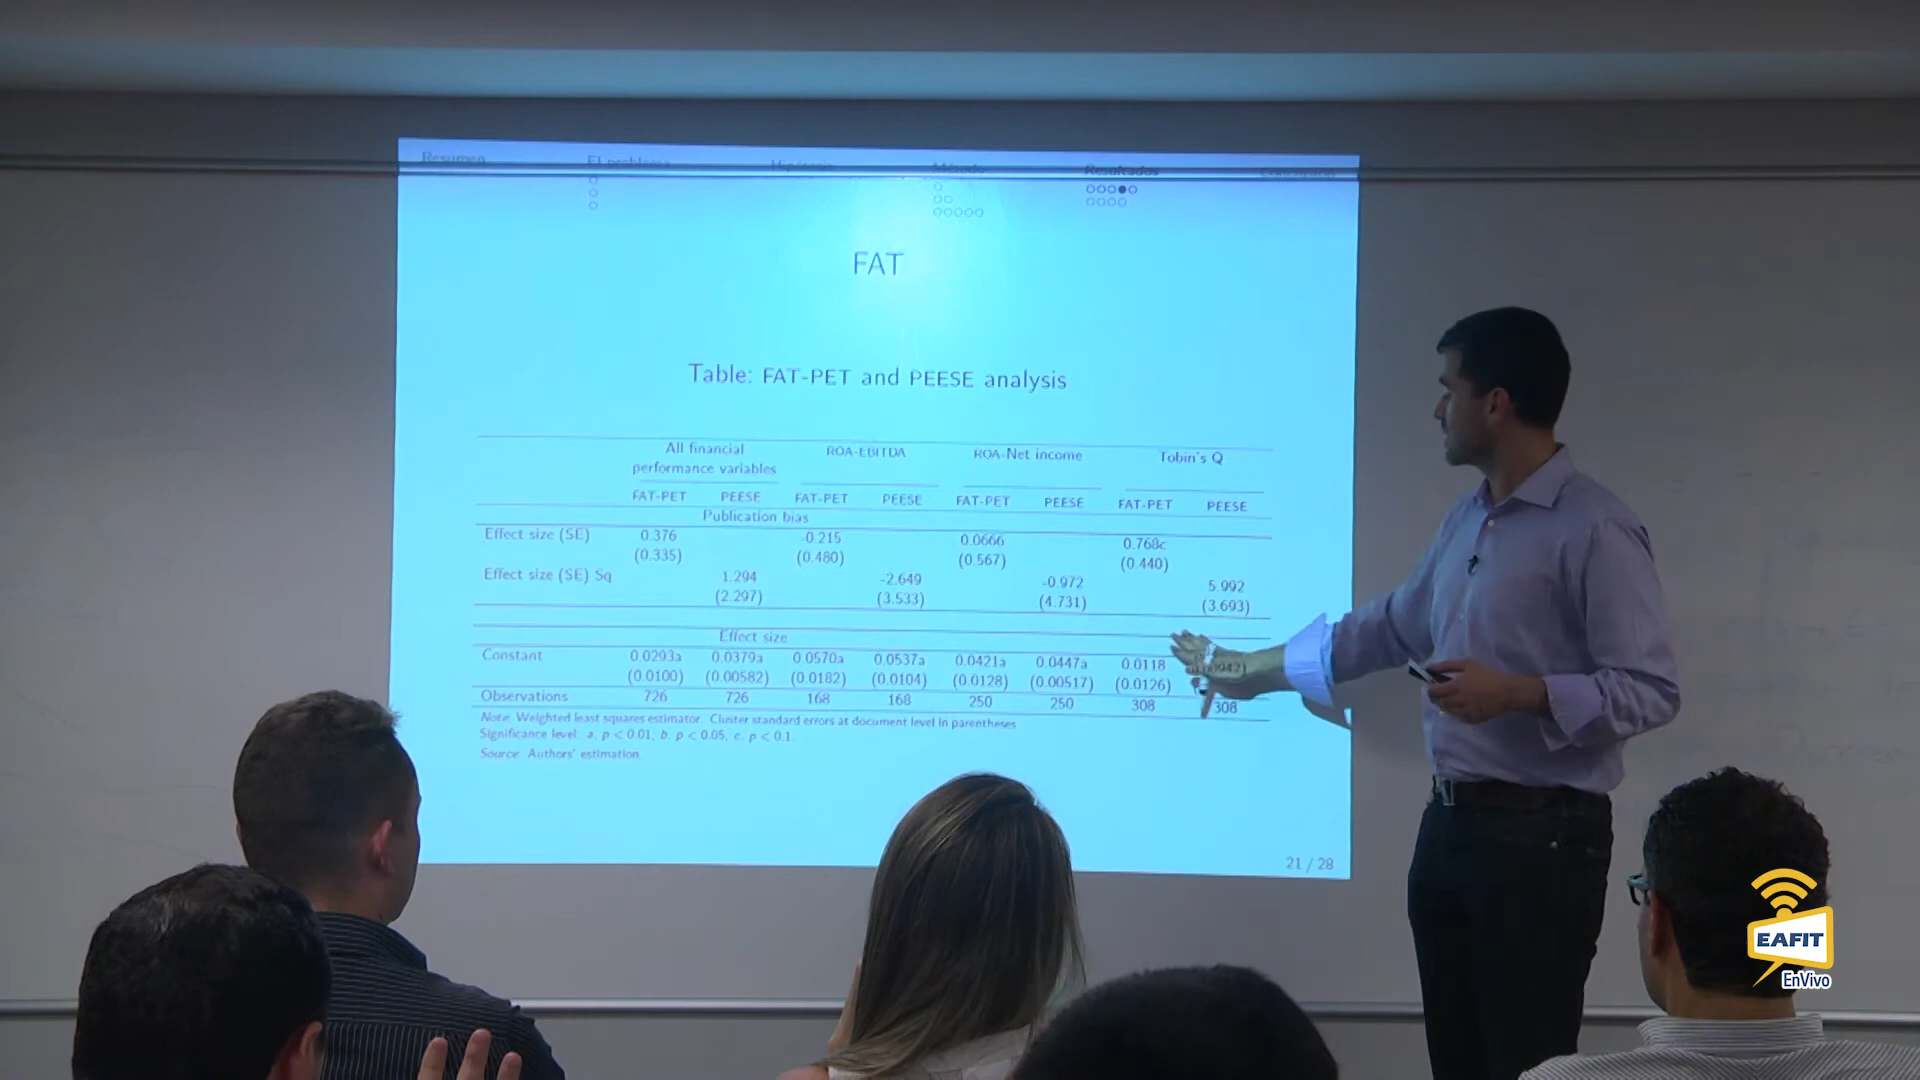 Resumen El problema Hipótesis Método Resultados
FAT
Table: FAT-PET and PEESE analysis
All financial performance variables ROA-EBITDA ROA-Net income Tobin's Q
FAT-PET PEESE FAT-PET PEESE FAT-PET PEESE FAT-PET PEESE
Publication bias
Effect size (SE) 0.376 -0.215 0.0666 0.768c
(0.335) (0.480) (0.567) (0.440)
Effect size (SE) Sq 1.294 -2.649 -0.972 5.992
(2.297) (3.533) (4.731) (3.693)
Effect size
Constant 0.0293a 0.0379a 0.0570a 0.0537a 0.0421a 0.0447a 0.0118
(0.0100) (0.00582) (0.0182) (0.0104) (0.0128) (0.00517) (0.0126)
Observations 726 726 168 168 250 250 308 308
Note: Weighted least squares estimator. Cluster standard errors at document level in parentheses
Significance level: a. p < 0.01, b. p < 0.05, c. p < 0.1.
Source: Authors' estimation.
21 / 28
EAFIT
EnVivo